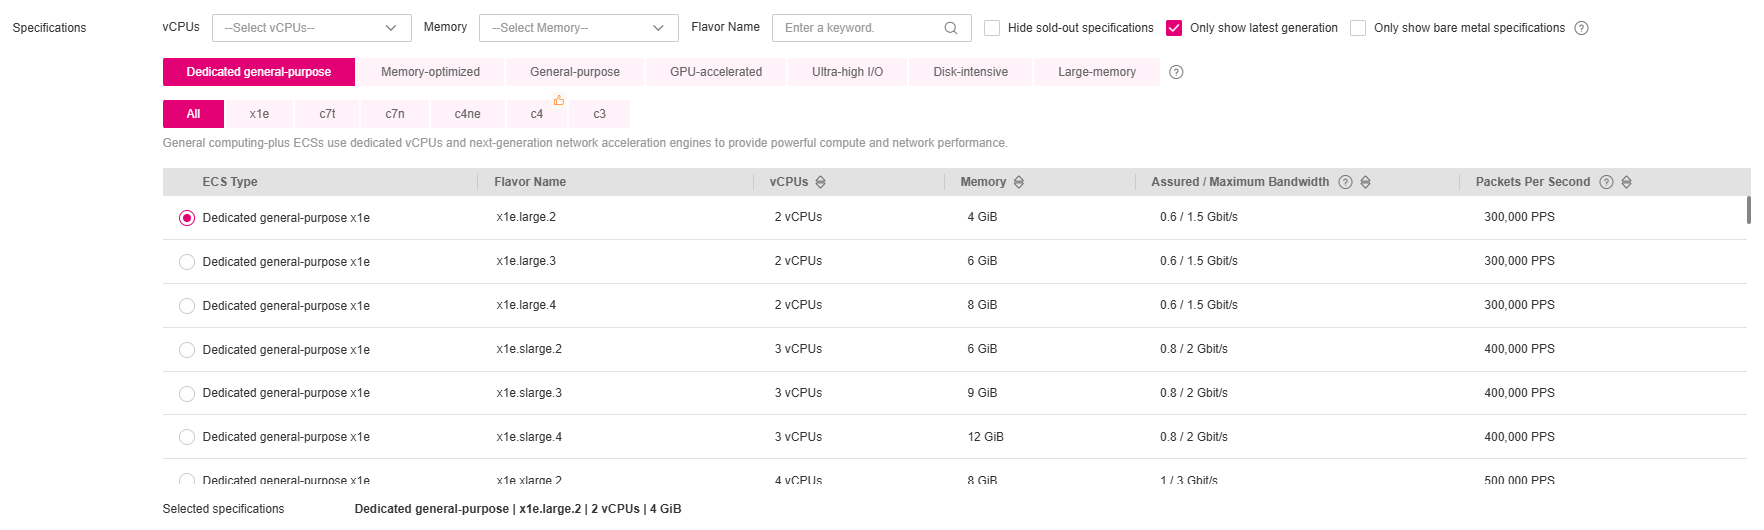 Specifications vCPUs --Select vCPUs-- Memory --Select Memory-- Flavor Name Enter a keyword. Hide sold-out specifications Only show latest generation Only show bare metal specifications ?
Dedicated general-purpose Memory-optimized General-purpose GPU-accelerated Ultra-high I/O Disk-intensive Large-memory ?
All x1e c7t c7n c4ne c4 c3
General computing-plus ECSs use dedicated vCPUs and next-generation network acceleration engines to provide powerful compute and network performance.
ECS Type Flavor Name vCPUs Memory Assured / Maximum Bandwidth ? Packets Per Second ?
Dedicated general-purpose x1e x1e.large.2 2 vCPUs 4 GiB 0.6 / 1.5 Gbit/s 300,000 PPS
Dedicated general-purpose x1e x1e.large.3 2 vCPUs 6 GiB 0.6 / 1.5 Gbit/s 300,000 PPS
Dedicated general-purpose x1e x1e.large.4 2 vCPUs 8 GiB 0.6 / 1.5 Gbit/s 300,000 PPS
Dedicated general-purpose x1e x1e.slarge.2 3 vCPUs 6 GiB 0.8 / 2 Gbit/s 400,000 PPS
Dedicated general-purpose x1e x1e.slarge.3 3 vCPUs 9 GiB 0.8 / 2 Gbit/s 400,000 PPS
Dedicated general-purpose x1e x1e.slarge.4 3 vCPUs 12 GiB 0.8 / 2 Gbit/s 400,000 PPS
Dedicated general-purpose x1e x1e.xlarge.2 4 vCPUs 8 GiB 1 / 3 Gbit/s 500,000 PPS
Selected specifications Dedicated general-purpose | x1e.large.2 | 2 vCPUs | 4 GiB